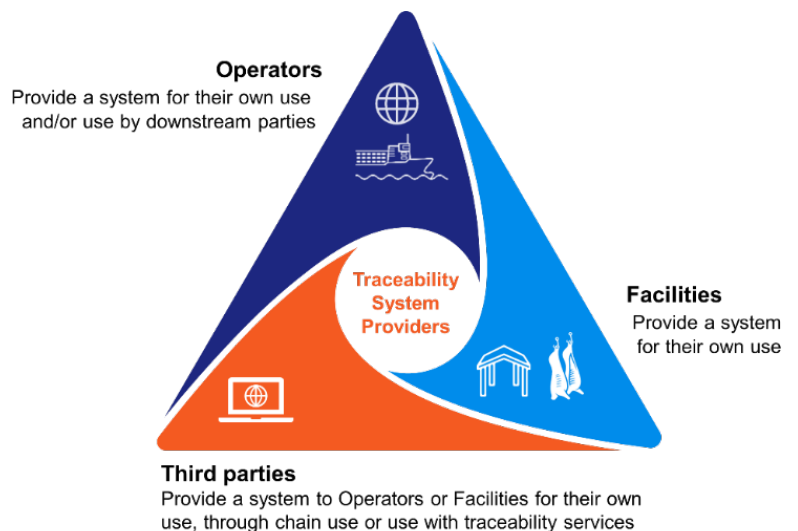 Operators
Provide a system for their own use
and/or use by downstream parties
Traceability
System
Providers
Facilities
Provide a system
for their own use
Third parties
Provide a system to Operators or Facilities for their own
use, through chain use or use with traceability services